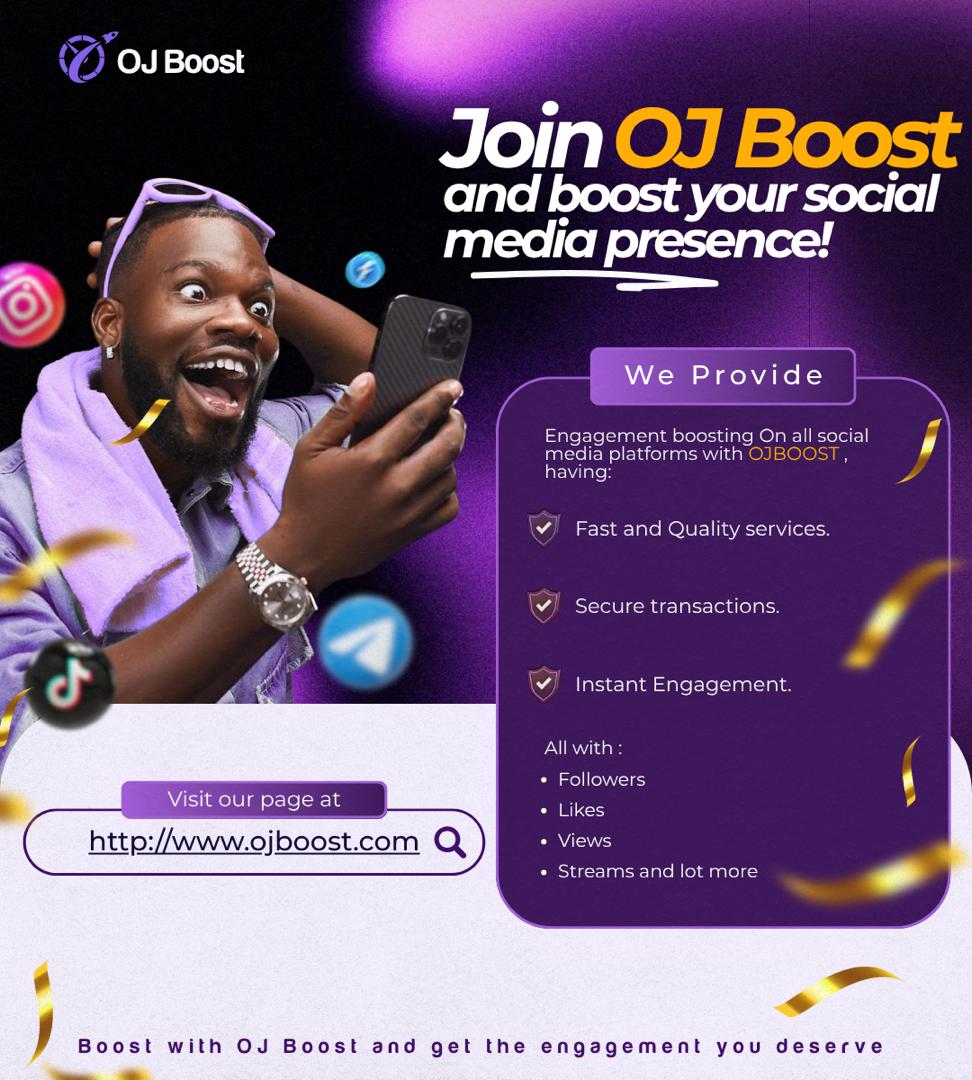 OJ Boost
Join OJ Boost
and boost your social
media presence!
We Provide
Engagement boosting On all social
media platforms with OJBOOST ,
having:
Fast and Quality services.
Secure transactions.
Instant Engagement.
All with :
• Followers
• Likes
• Views
• Streams and lot more
Visit our page at
http://www.ojboost.com
Boost with OJ Boost and get the engagement you deserve